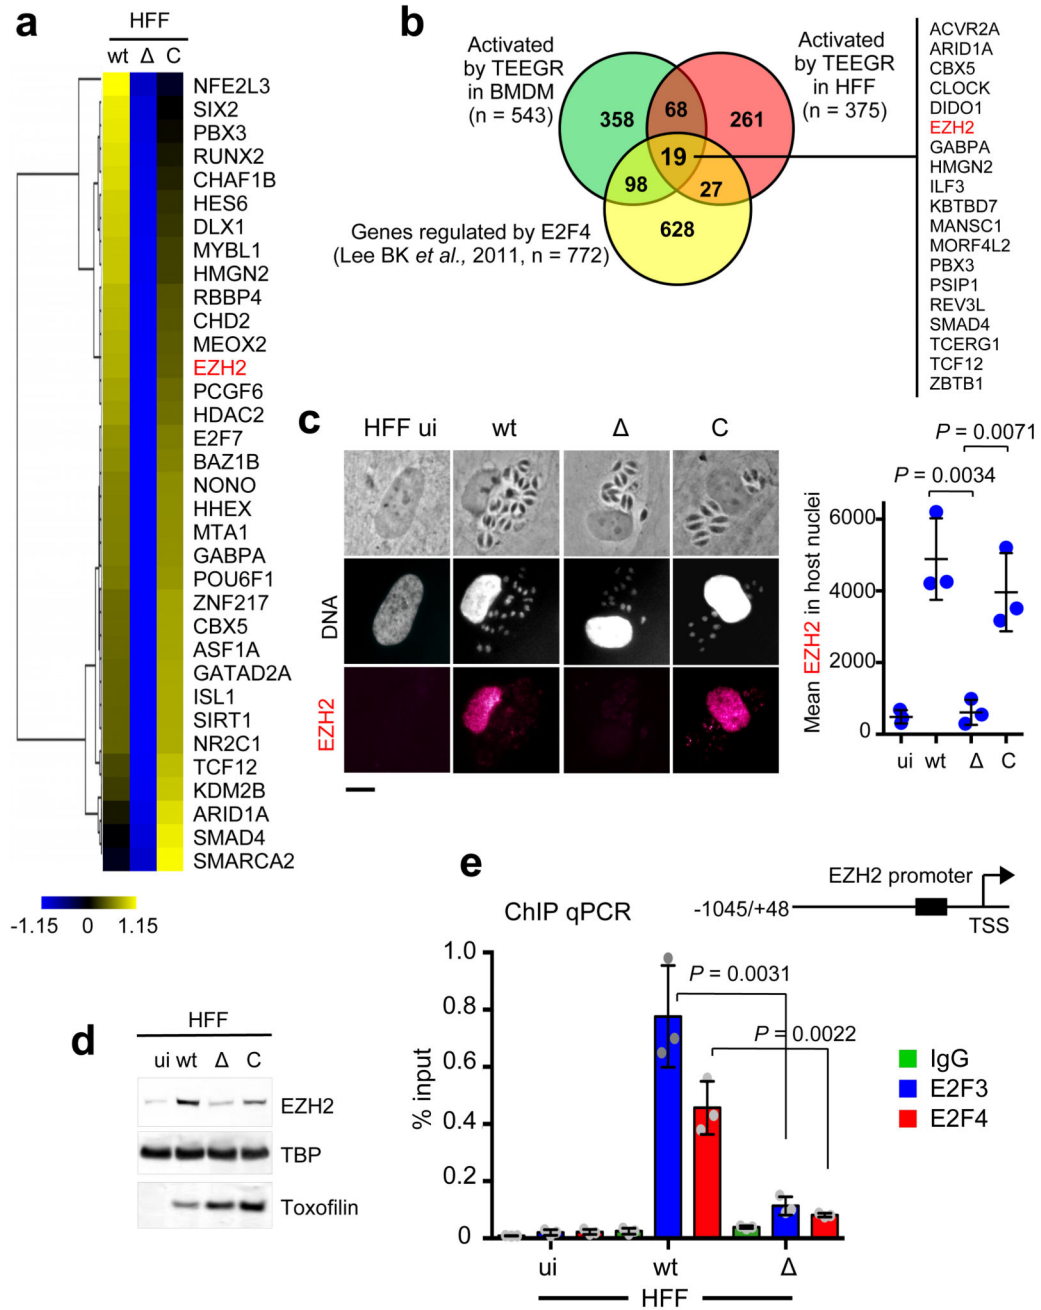 a
HFF
wt Δ C
NFE2L3
SIX2
PBX3
RUNX2
CHAF1B
HES6
DLX1
MYBL1
HMGN2
RBBP4
CHD2
MEOX2
EZH2
PCGF6
HDAC2
E2F7
BAZ1B
NONO
HHEX
MTA1
GABPA
POU6F1
ZNF217
CBX5
ASF1A
GATAD2A
ISL1
SIRT1
NR2C1
TCF12
KDM2B
ARID1A
SMAD4
SMARCA2
-1.15 0 1.15
b
Activated
by TEEGR
in BMDM
(n = 543)
Activated
by TEEGR
in HFF
(n = 375)
358
68
261
19
98
27
628
Genes regulated by E2F4
(Lee BK et al., 2011, n = 772)
ACVR2A
ARID1A
CBX5
CLOCK
DIDO1
EZH2
GABPA
HMGN2
ILF3
KBTBD7
MANSC1
MORF4L2
PBX3
PSIP1
REV3L
SMAD4
TCERG1
TCF12
ZBTB1
c
HFF ui wt Δ C
DNA
EZH2
P = 0.0071
P = 0.0034
Mean EZH2 in host nuclei
6000
4000
2000
0
ui wt Δ C
d
HFF
ui wt Δ C
EZH2
TBP
Toxofilin
e
ChIP qPCR
EZH2 promoter
-1045/+48
TSS
% input
1.0
0.8
0.6
0.4
0.2
0
P = 0.0031
P = 0.0022
IgG
E2F3
E2F4
ui wt Δ
HFF